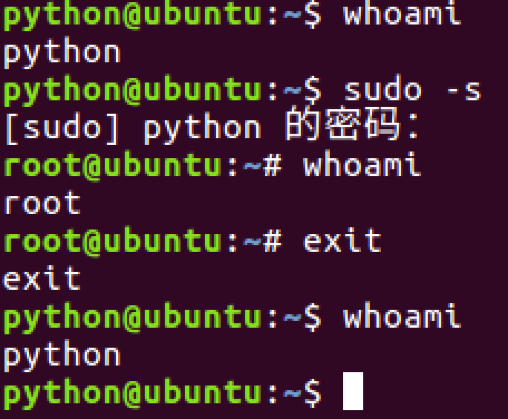 python@ubuntu:~$ whoami
python
python@ubuntu:~$ sudo -s
[sudo] python 的密码：
root@ubuntu:~# whoami
root
root@ubuntu:~# exit
exit
python@ubuntu:~$ whoami
python
python@ubuntu:~$